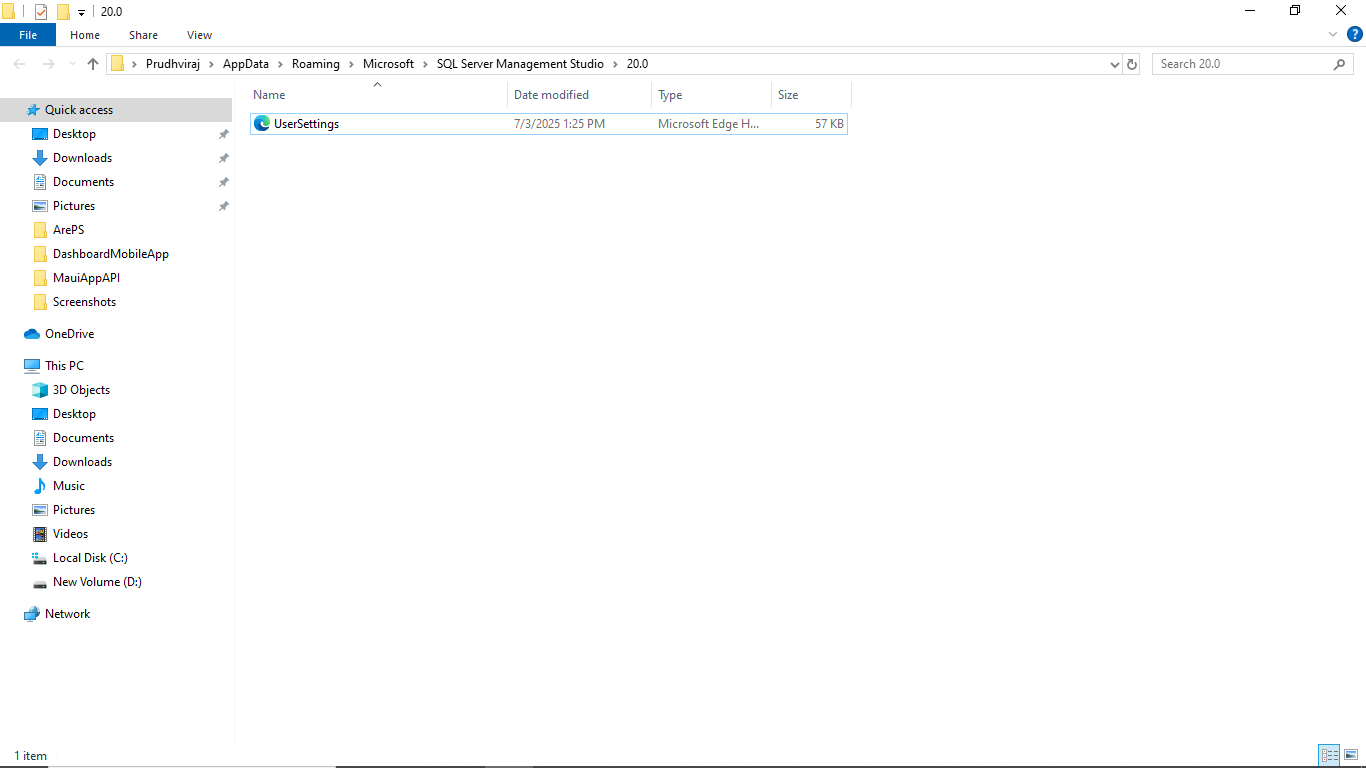 20.0
File Home Share View
Prudhviraj AppData Roaming Microsoft SQL Server Management Studio 20.0
Search 20.0
Name Date modified Type Size
UserSettings 7/3/2025 1:25 PM Microsoft Edge H... 57 KB
Quick access
Desktop
Downloads
Documents
Pictures
ArePS
DashboardMobileApp
MauiAppAPI
Screenshots
OneDrive
This PC
3D Objects
Desktop
Documents
Downloads
Music
Pictures
Videos
Local Disk (C:)
New Volume (D:)
Network
1 item